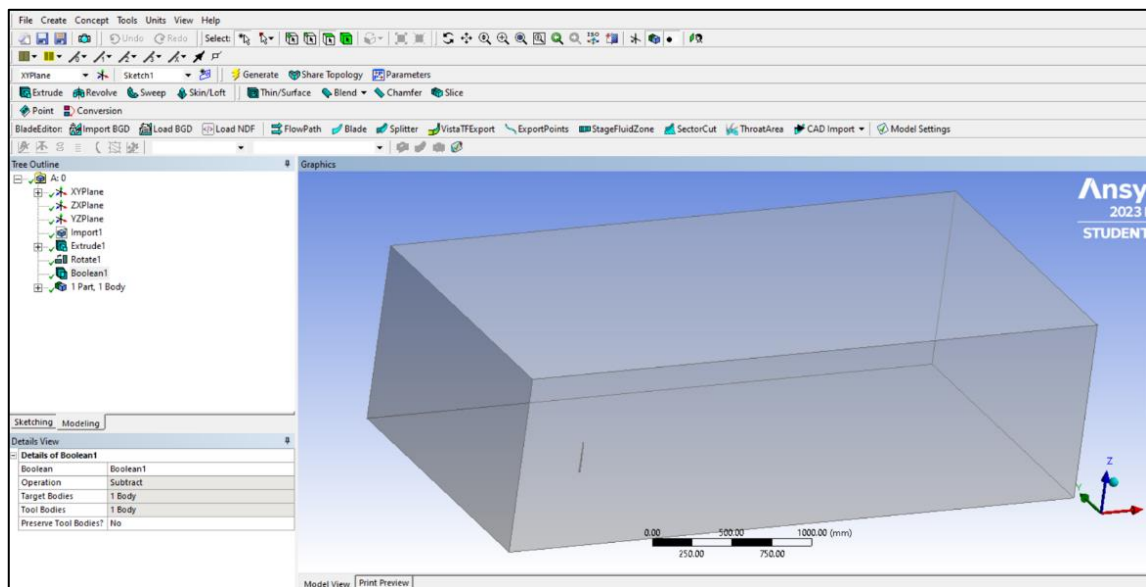 File Create Concept Tools Units View Help
Undo Redo Select:
XYPlane Sketch1 Generate Share Topology Parameters
Extrude Revolve Sweep Skin/Loft Thin/Surface Blend Chamfer Slice
Point Conversion
BladeEditor: Import BGD Load BGD Load NDF FlowPath Blade Splitter VistaTFExport ExportPoints StageFluidZone SectorCut ThroatArea CAD Import Model Settings
Tree Outline
A: 0
XYPlane
ZXPlane
YZPlane
Import1
Extrude1
Rotate1
Boolean1
1 Part, 1 Body
Sketching Modeling
Details View
Details of Boolean1
Boolean Boolean1
Operation Subtract
Target Bodies 1 Body
Tool Bodies 1 Body
Preserve Tool Bodies? No
Graphics
Ansy
2023
STUDENT
Z
Y
0.00 500.00 1000.00 (mm)
250.00 750.00
Model View Print Preview